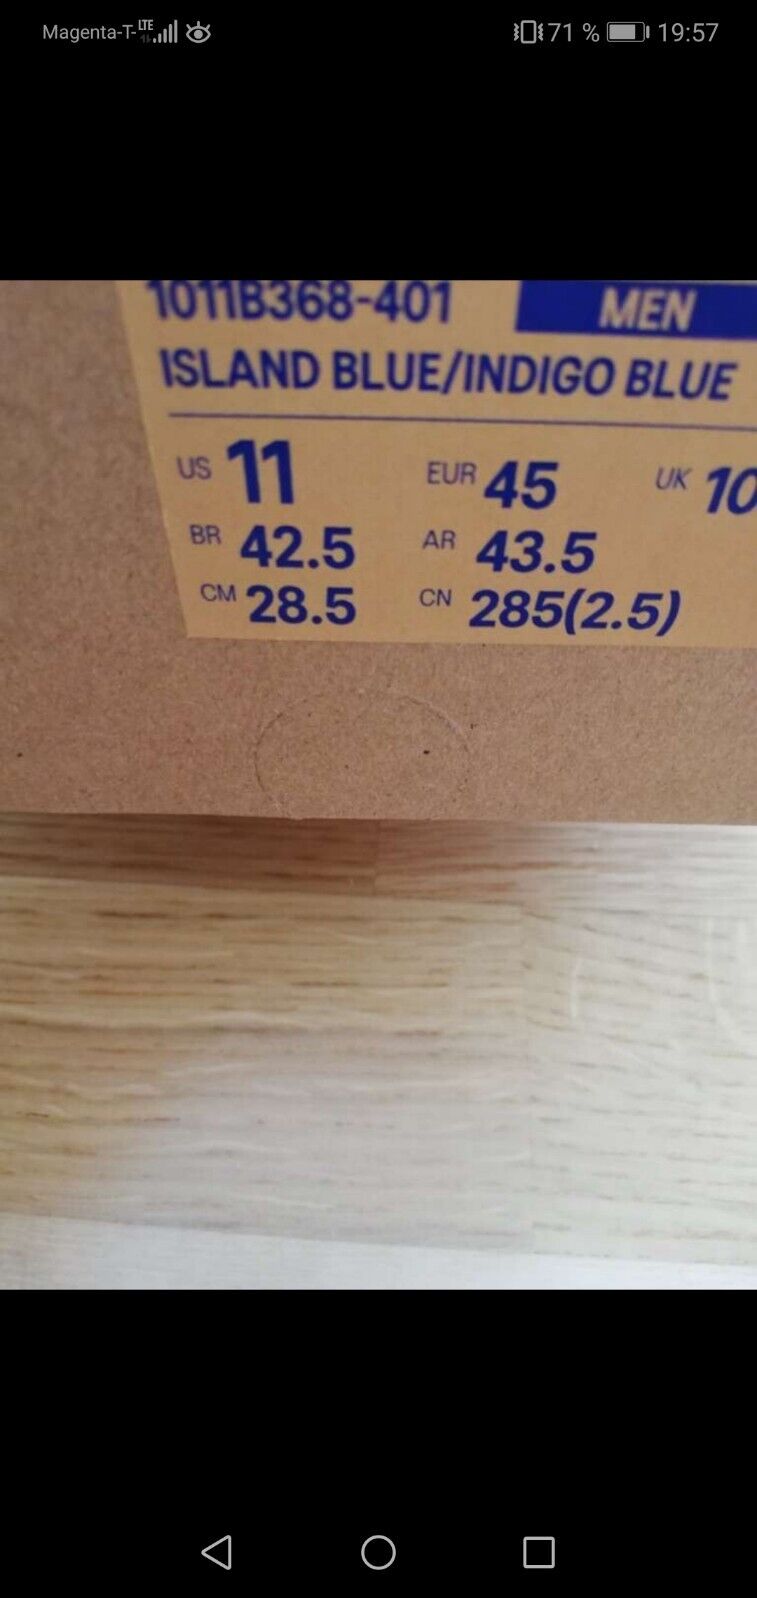 Magenta-T- LTE 71 % 19:57
1011B368-401 MEN
ISLAND BLUE/INDIGO BLUE
US 11 EUR 45 UK 10
BR 42.5 AR 43.5
CM 28.5 CN 285(2.5)